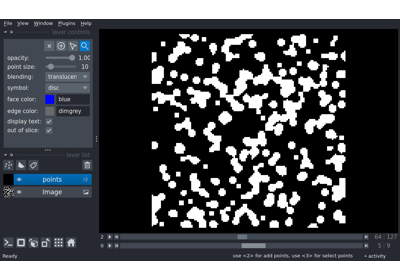 File View Window Plugins Help
layer controls
opacity: 1.00
point size: 10
blending: translucen
symbol: disc
face color: blue
edge color: dimgrey
display text:
out of slice:
layer list
points
Image
2 64 127
0 5 9
Ready use <2> for add points, use <3> for select points activity